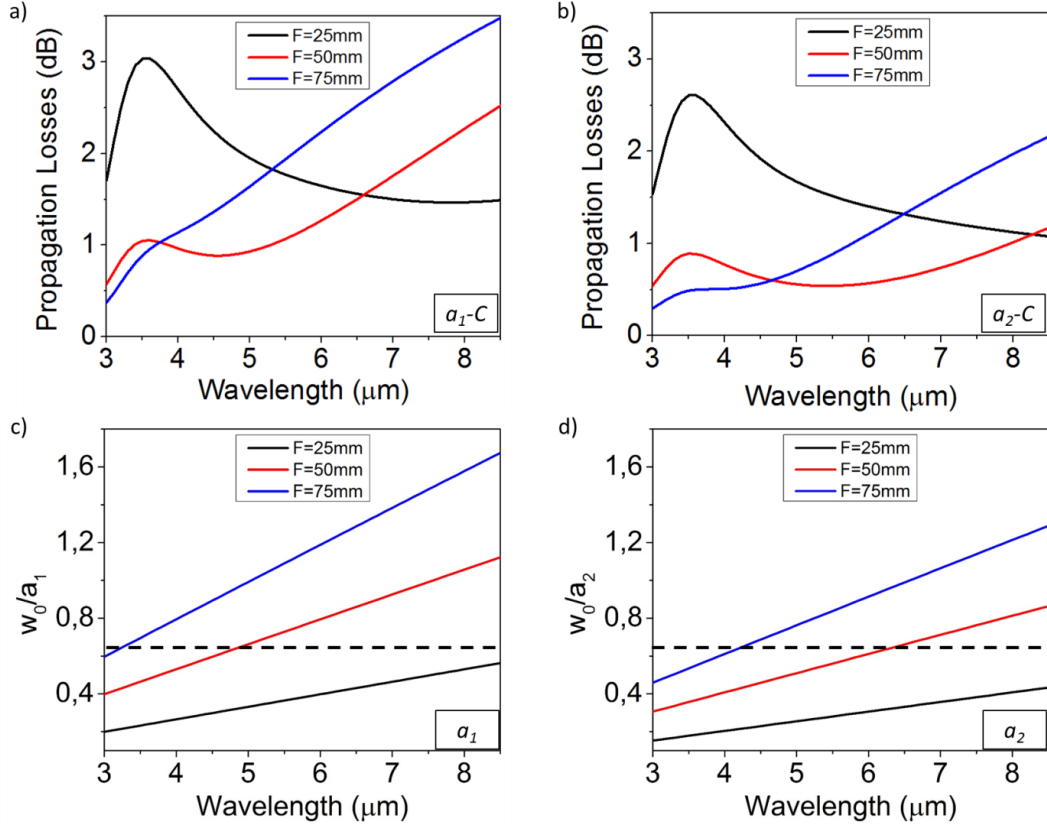 a)
F=25mm
F=50mm
F=75mm
Propagation Losses (dB)
3
2
1
0
a1-C
3 4 5 6 7 8
Wavelength (μm)
b)
F=25mm
F=50mm
F=75mm
Propagation Losses (dB)
3
2
1
0
a2-C
3 4 5 6 7 8
Wavelength (μm)
c)
F=25mm
F=50mm
F=75mm
w0/a1
1,6
1,2
0,8
0,4
a1
3 4 5 6 7 8
Wavelength (μm)
d)
F=25mm
F=50mm
F=75mm
w0/a2
1,6
1,2
0,8
0,4
a2
3 4 5 6 7 8
Wavelength (μm)